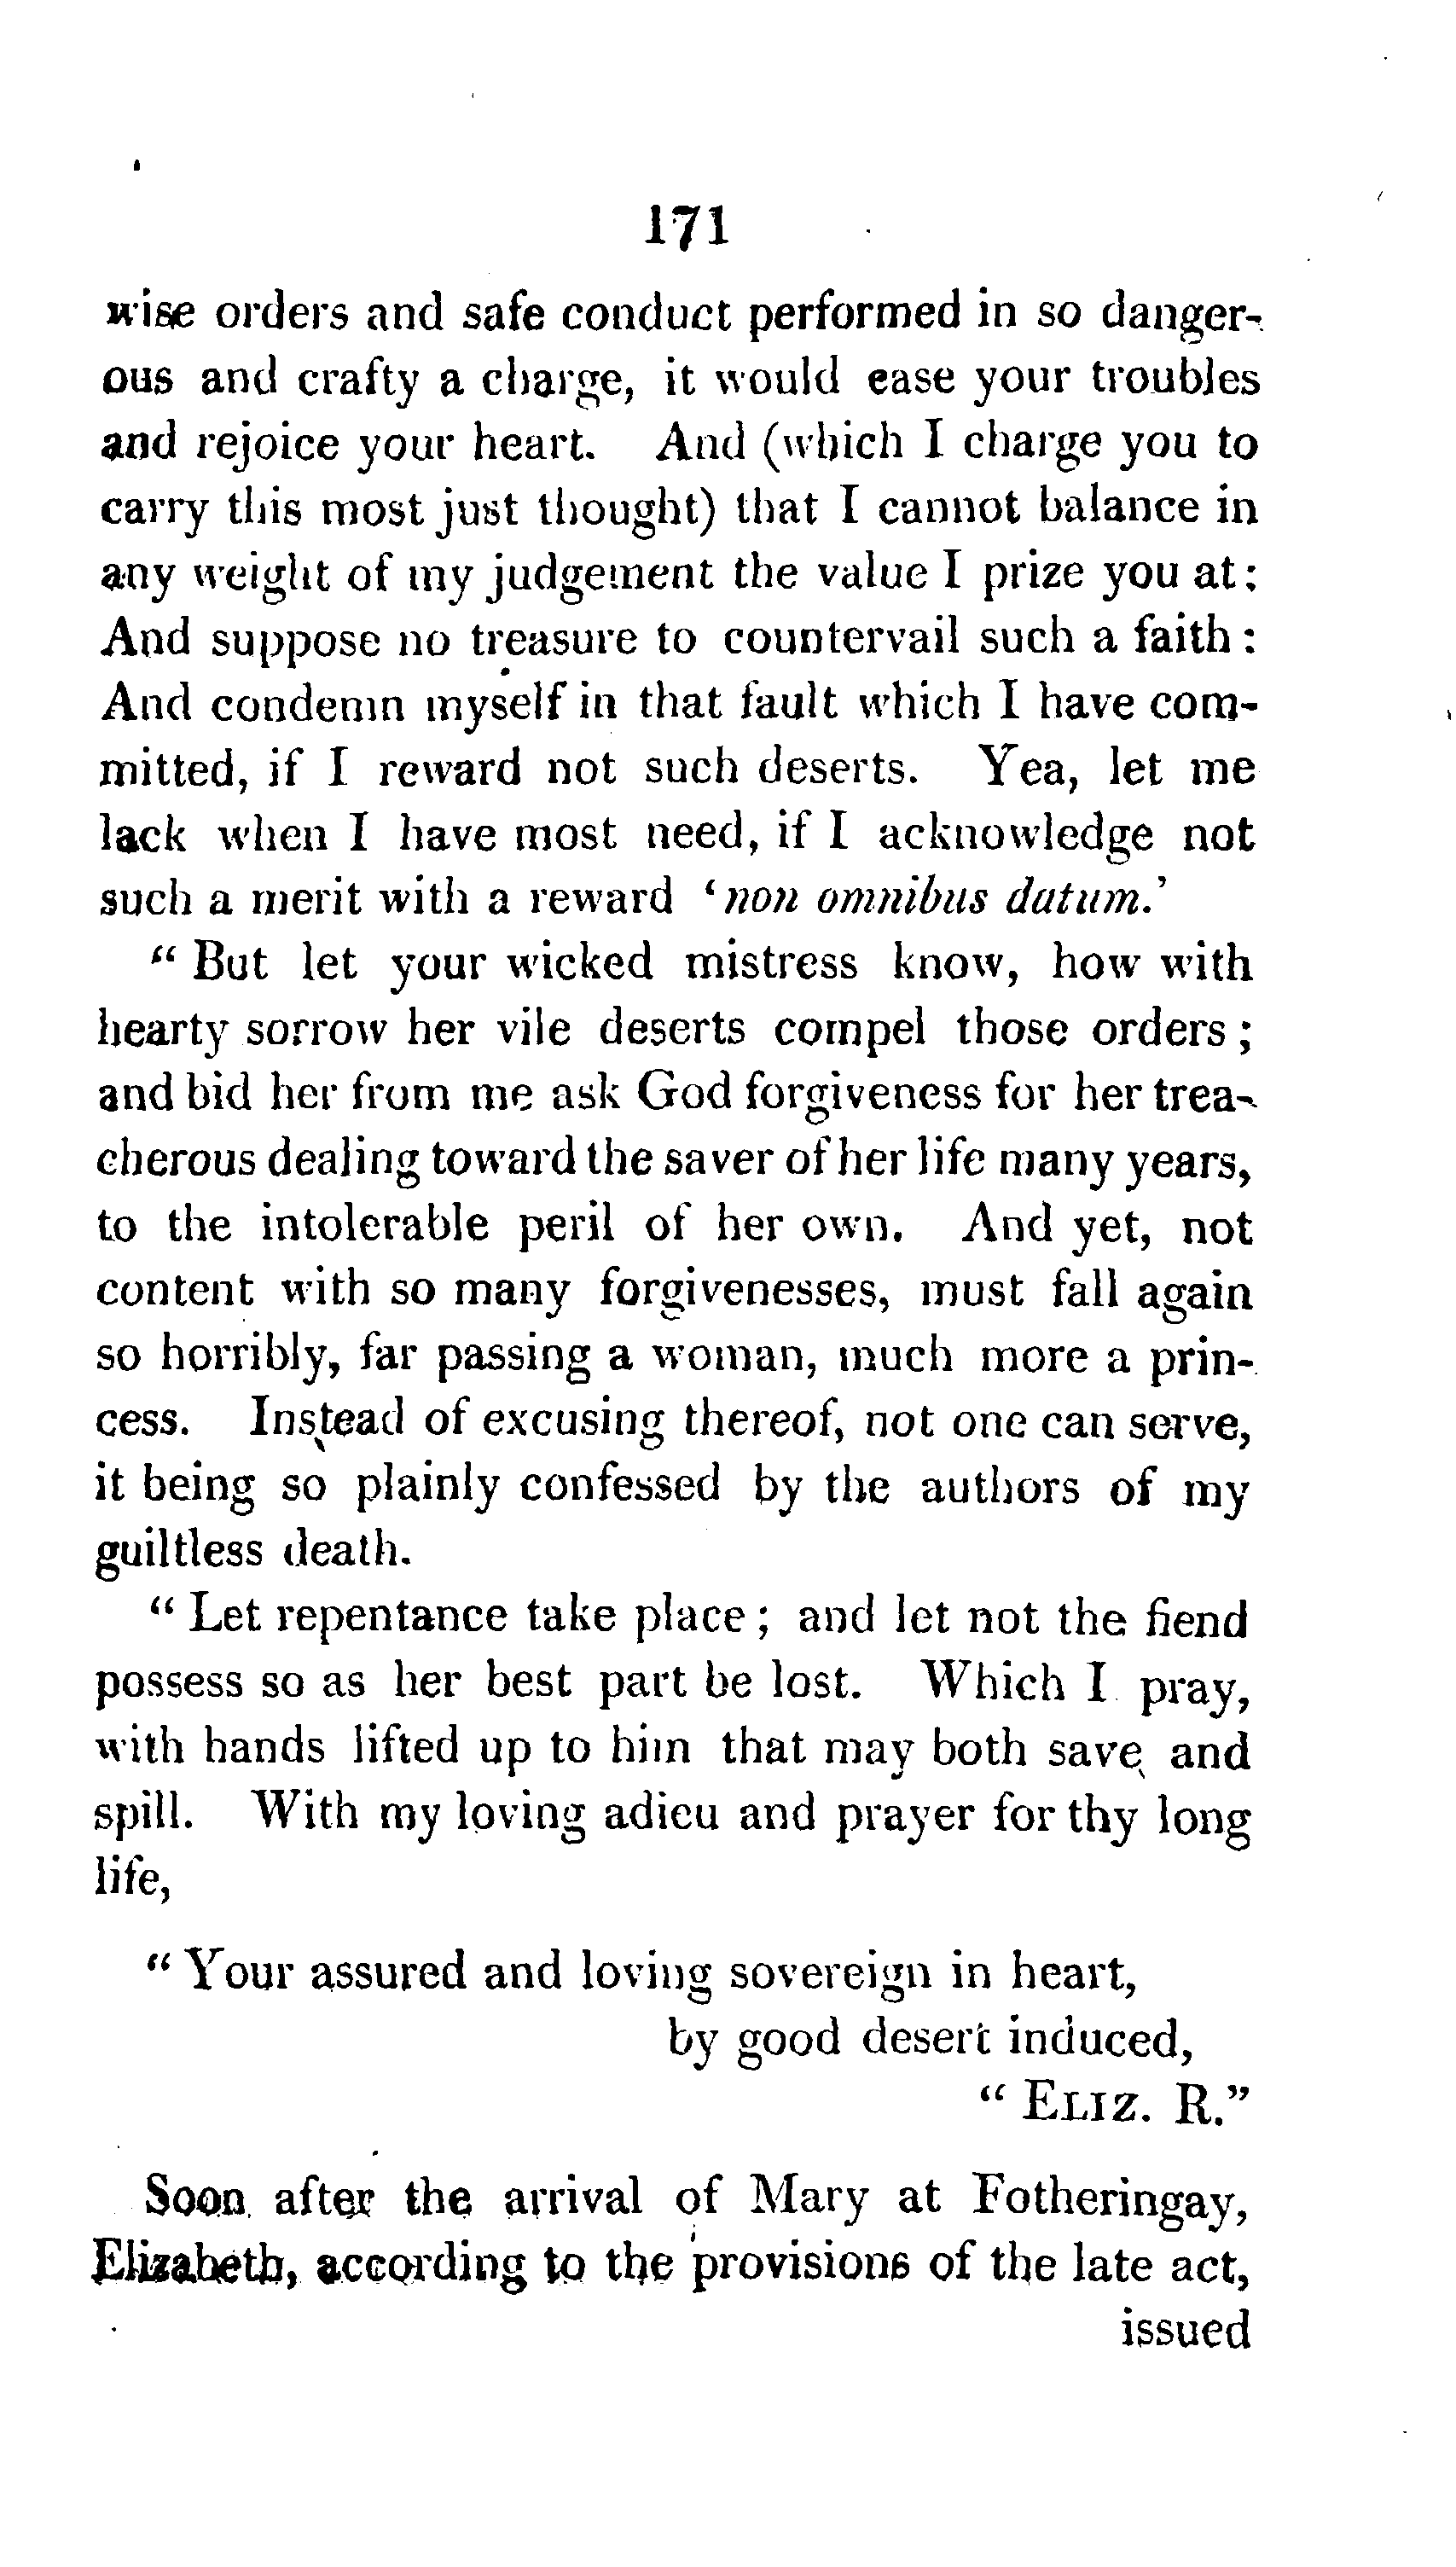 171
wise orders and safe conduct performed in so danger-
ous and crafty a charge, it would ease your troubles
and rejoice your heart. And (which I charge you to
carry this most just thought) that I cannot balance in
any weight of my judgement the value I prize you at:
And suppose no treasure to countervail such a faith:
And condemn myself in that fault which I have com-
mitted, if I reward not such deserts. Yea, let me
lack when I have most need, if I acknowledge not
such a merit with a reward ‘non omnibus datum.’
“ But let your wicked mistress know, how with
hearty sorrow her vile deserts compel those orders;
and bid her from me ask God forgiveness for her trea-
cherous dealing toward the saver of her life many years,
to the intolerable peril of her own. And yet, not
content with so many forgivenesses, must fall again
so horribly, far passing a woman, much more a prin-
cess. Instead of excusing thereof, not one can serve,
it being so plainly confessed by the authors of my
guiltless death.
“ Let repentance take place; and let not the fiend
possess so as her best part be lost. Which I pray,
with hands lifted up to him that may both save and
spill. With my loving adieu and prayer for thy long
life,
“ Your assured and loving sovereign in heart,
by good desert induced,
“ ELIZ. R.”
Soon after the arrival of Mary at Fotheringay,
Elizabeth, according to the provisions of the late act,
issued